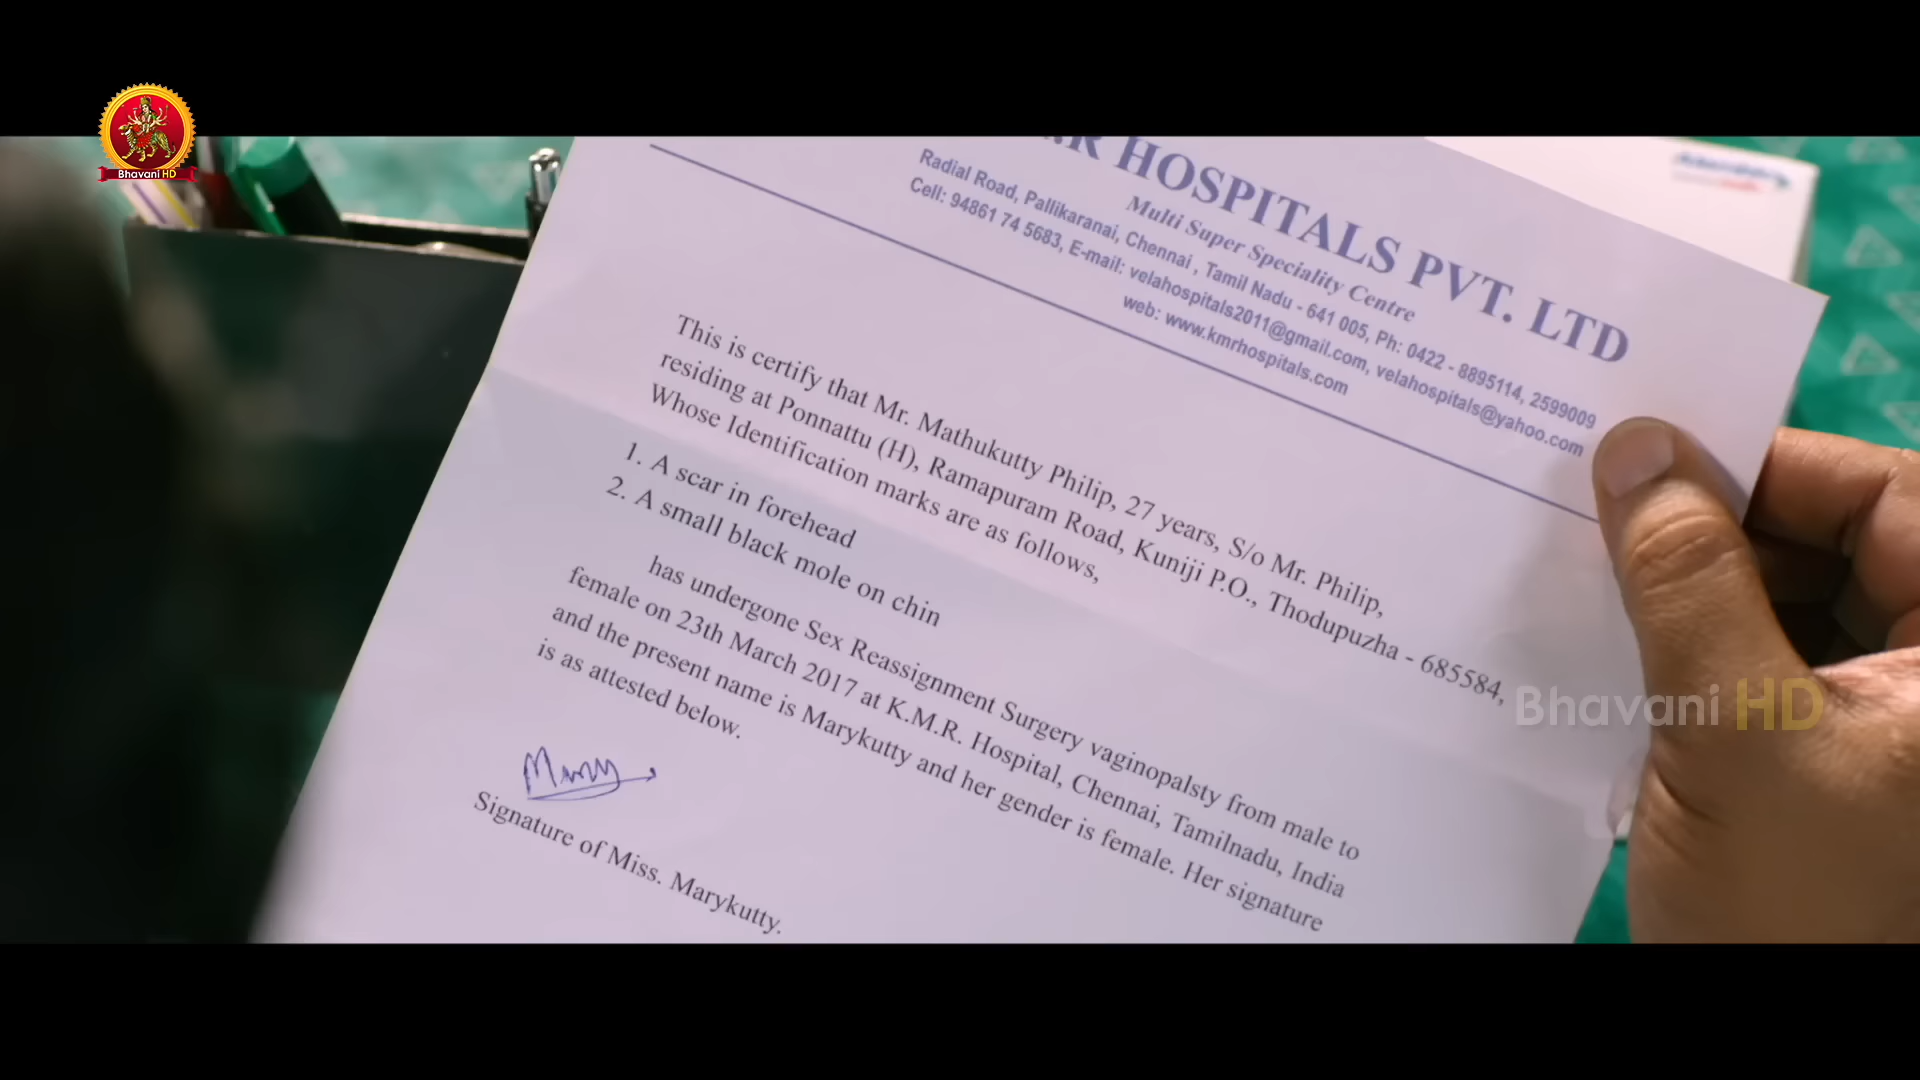 Bhavani HD
HOSPITALS PVT. LTD
Multi Super Speciality Centre
Radial Road, Pallikaranai, Chennai , Tamil Nadu - 641 005, Ph: 0422 - 8895114, 2599009
Cell: 94861 74 5683, E-mail: velahospitals2011@gmail.com, velahospitals@yahoo.com
web: www.kmrhospitals.com
This is certify that Mr. Mathukutty Philip, 27 years, S/o Mr. Philip,
residing at Ponnattu (H), Ramapuram Road, Kuniji P.O., Thodupuzha - 685584,
Whose Identification marks are as follows,
1. A scar in forehead
2. A small black mole on chin
has undergone Sex Reassignment Surgery vaginopalsty from male to
female on 23th March 2017 at K.M.R. Hospital, Chennai, Tamilnadu, India
and the present name is Marykutty and her gender is female. Her signature
is as attested below.
Mary
Signature of Miss. Marykutty.
Bhavani HD